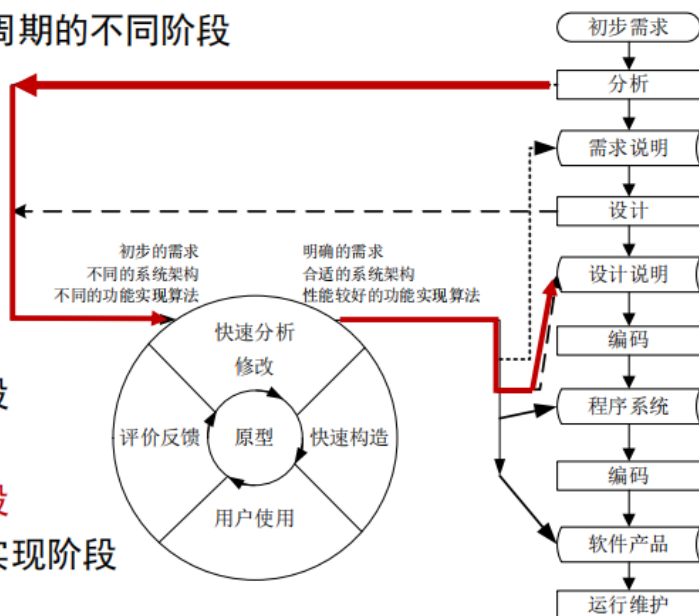 周期的不同阶段
初步需求
分析
需求说明
设计
初步的需求
不同的系统架构
不同的功能实现算法
明确的需求
合适的系统架构
性能较好的功能实现算法
设计说明
快速分析
修改
编码
段
程序系统
评价反馈
原型
快速构造
编码
段
用户使用
软件产品
实现阶段
运行维护